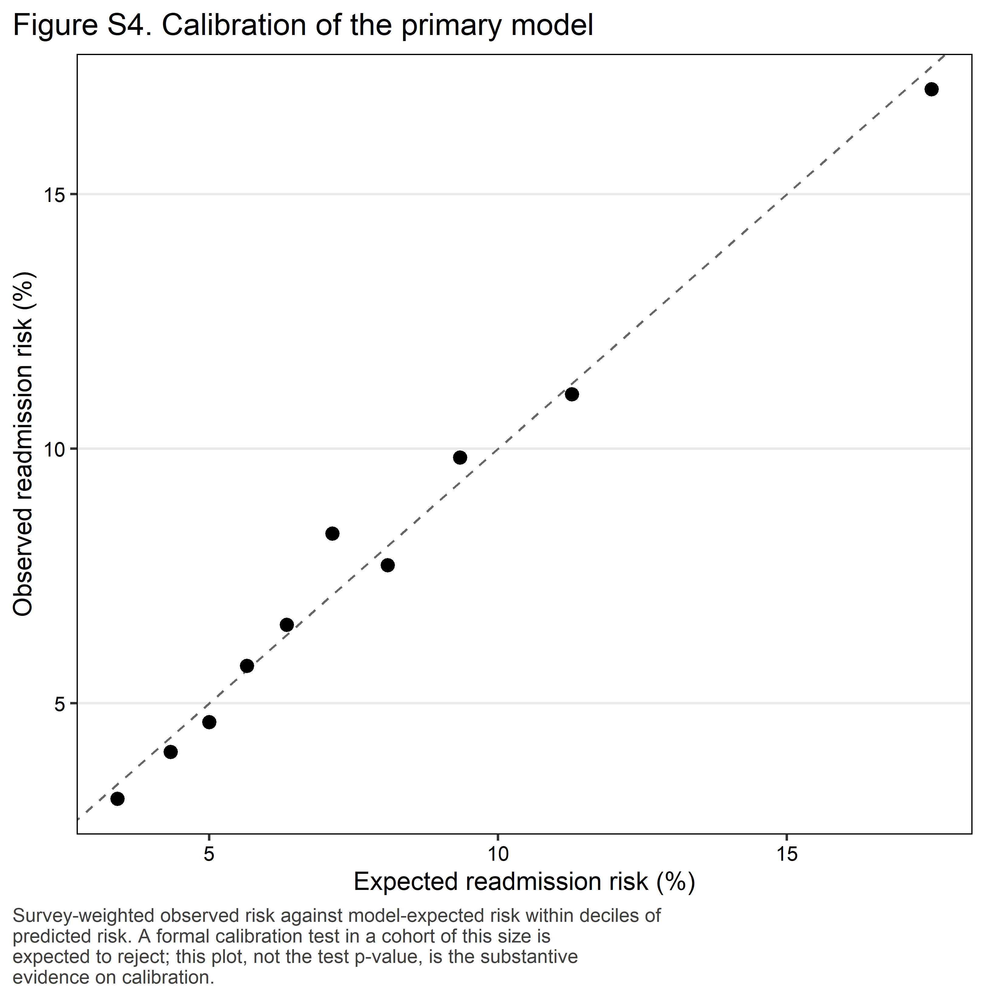 Figure S4. Calibration of the primary model
Observed readmission risk (%)
15
10
5
5
10
15
Expected readmission risk (%)
Survey-weighted observed risk against model-expected risk within deciles of
predicted risk. A formal calibration test in a cohort of this size is
expected to reject; this plot, not the test p-value, is the substantive
evidence on calibration.